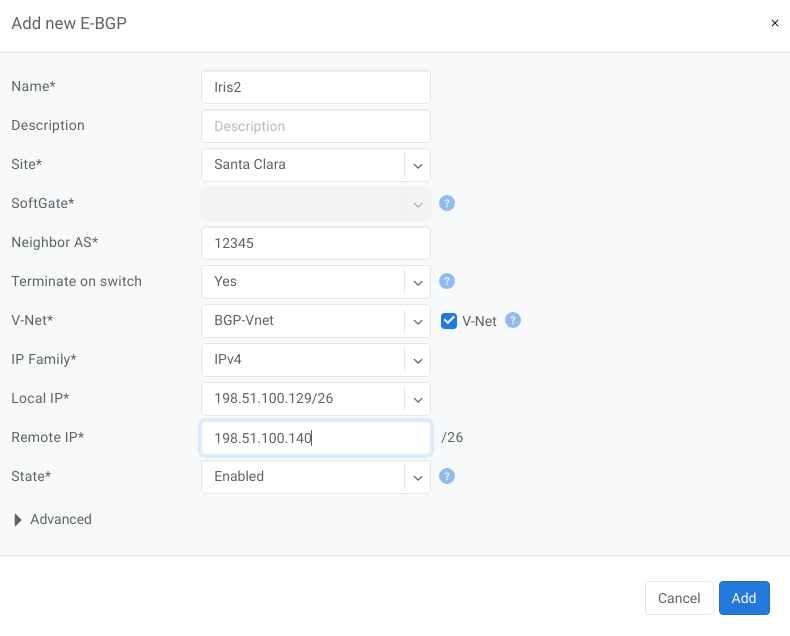 Add new E-BGP ×
Name* Iris2
Description Description
Site* Santa Clara
SoftGate* ?
Neighbor AS* 12345
Terminate on switch Yes ?
V-Net* BGP-Vnet V-Net ?
IP Family* IPv4
Local IP* 198.51.100.129/26
Remote IP* 198.51.100.140 /26
State* Enabled ?
Advanced
Cancel Add